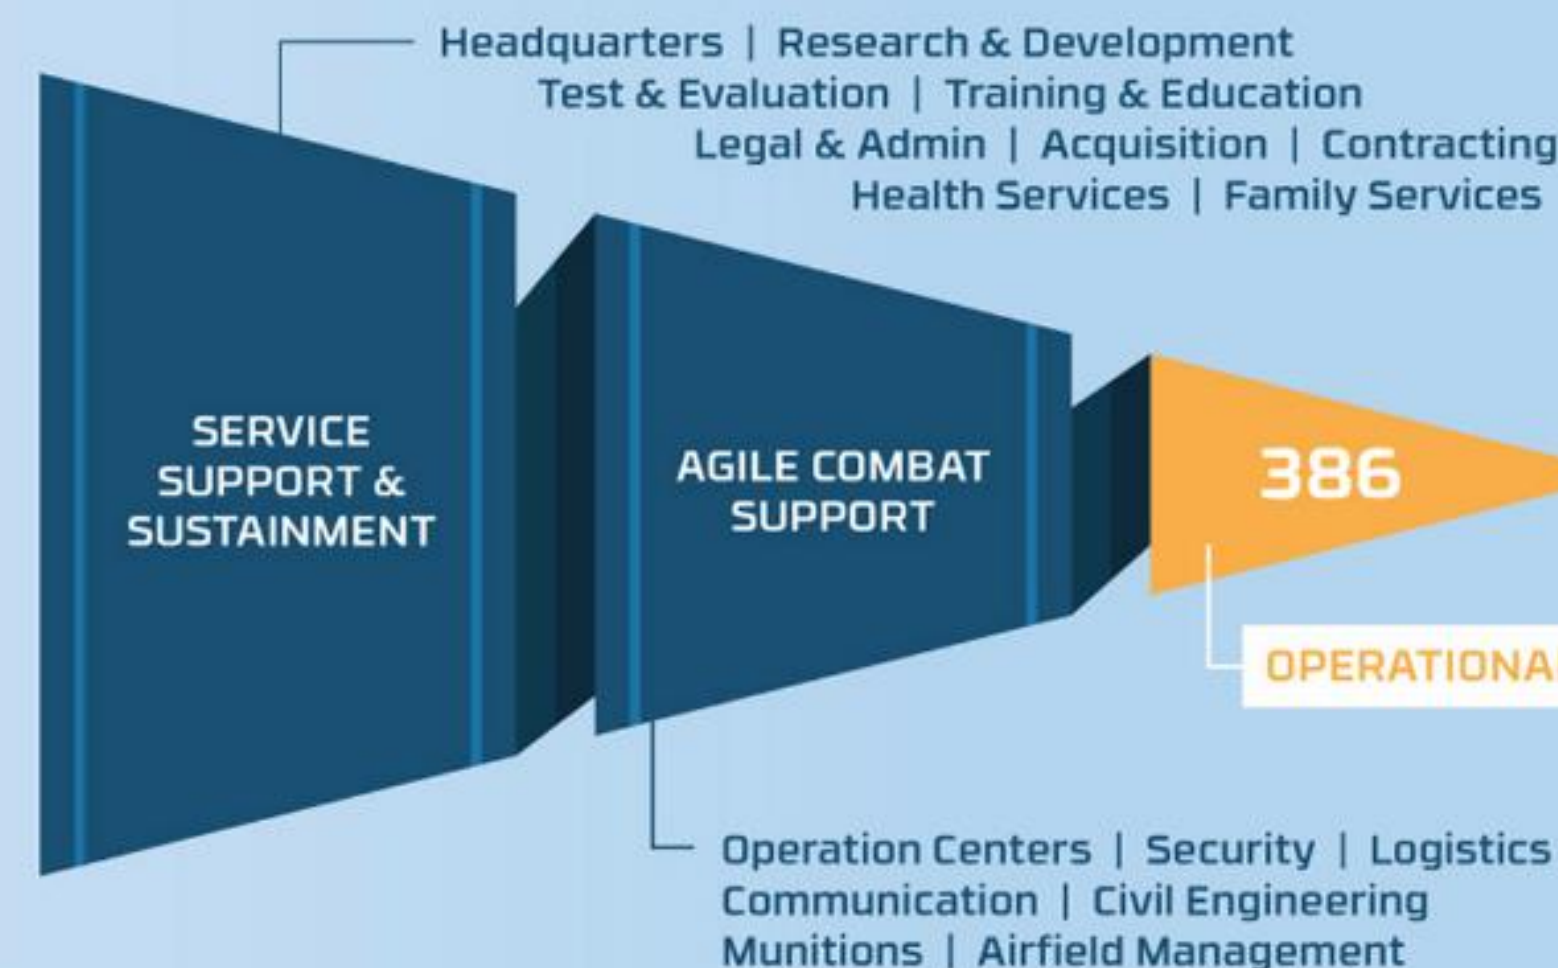 Headquarters | Research & Development
Test & Evaluation | Training & Education
Legal & Admin | Acquisition | Contracting
Health Services | Family Services
SERVICE
SUPPORT &
SUSTAINMENT
AGILE COMBAT
SUPPORT
386
OPERATIONA
Operation Centers | Security | Logistics
Communication | Civil Engineering
Munitions | Airfield Management